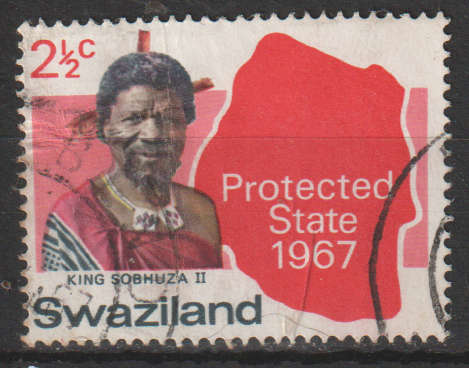 2½c
Protected
State
1967
KING SOBHUZA II
Swaziland